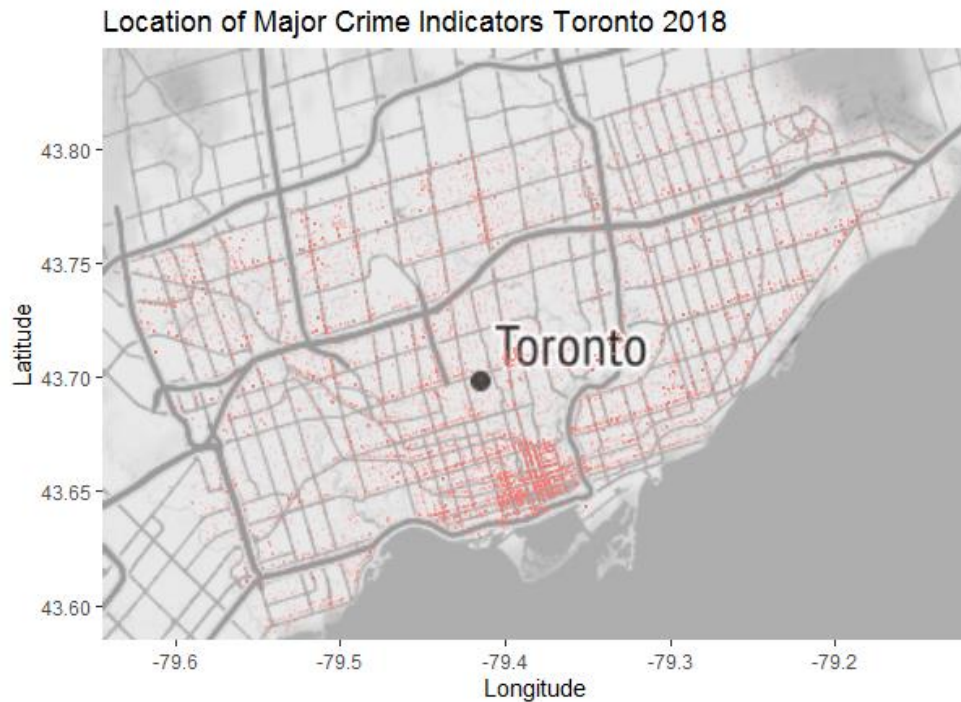 Location of Major Crime Indicators Toronto 2018
43.80
43.75
43.70
43.65
43.60
Latitude
Toronto
-79.6
-79.5
-79.4
-79.3
-79.2
Longitude